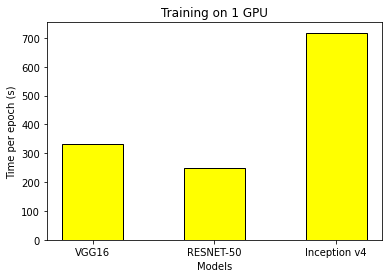 Training on 1 GPU
700
600
500
400
300
200
100
0
Time per epoch (s)
VGG16 RESNET-50 Inception v4
Models